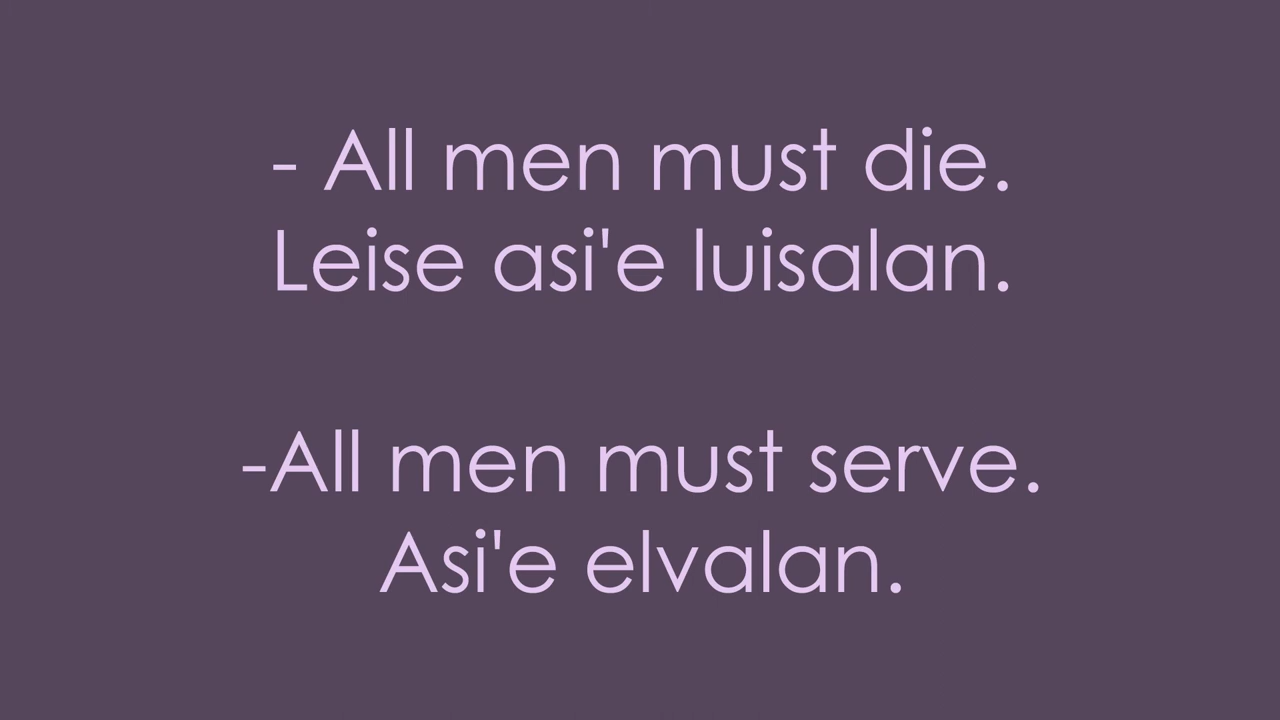 - All men must die.
Leise asi'e luisalan.
-All men must serve.
Asi'e elvalan.